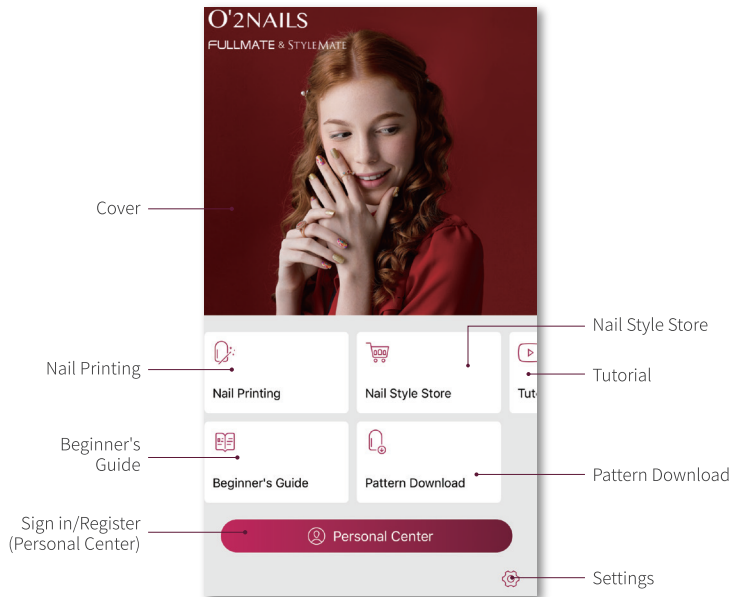 O'2NAILS
FULLMATE & STYLEMATE
Cover
Nail Style Store
Nail Printing
Tutorial
Nail Printing
Nail Style Store
Tut
Beginner's
Guide
Beginner's Guide
Pattern Download
Pattern Download
Sign in/Register
(Personal Center)
Personal Center
Settings